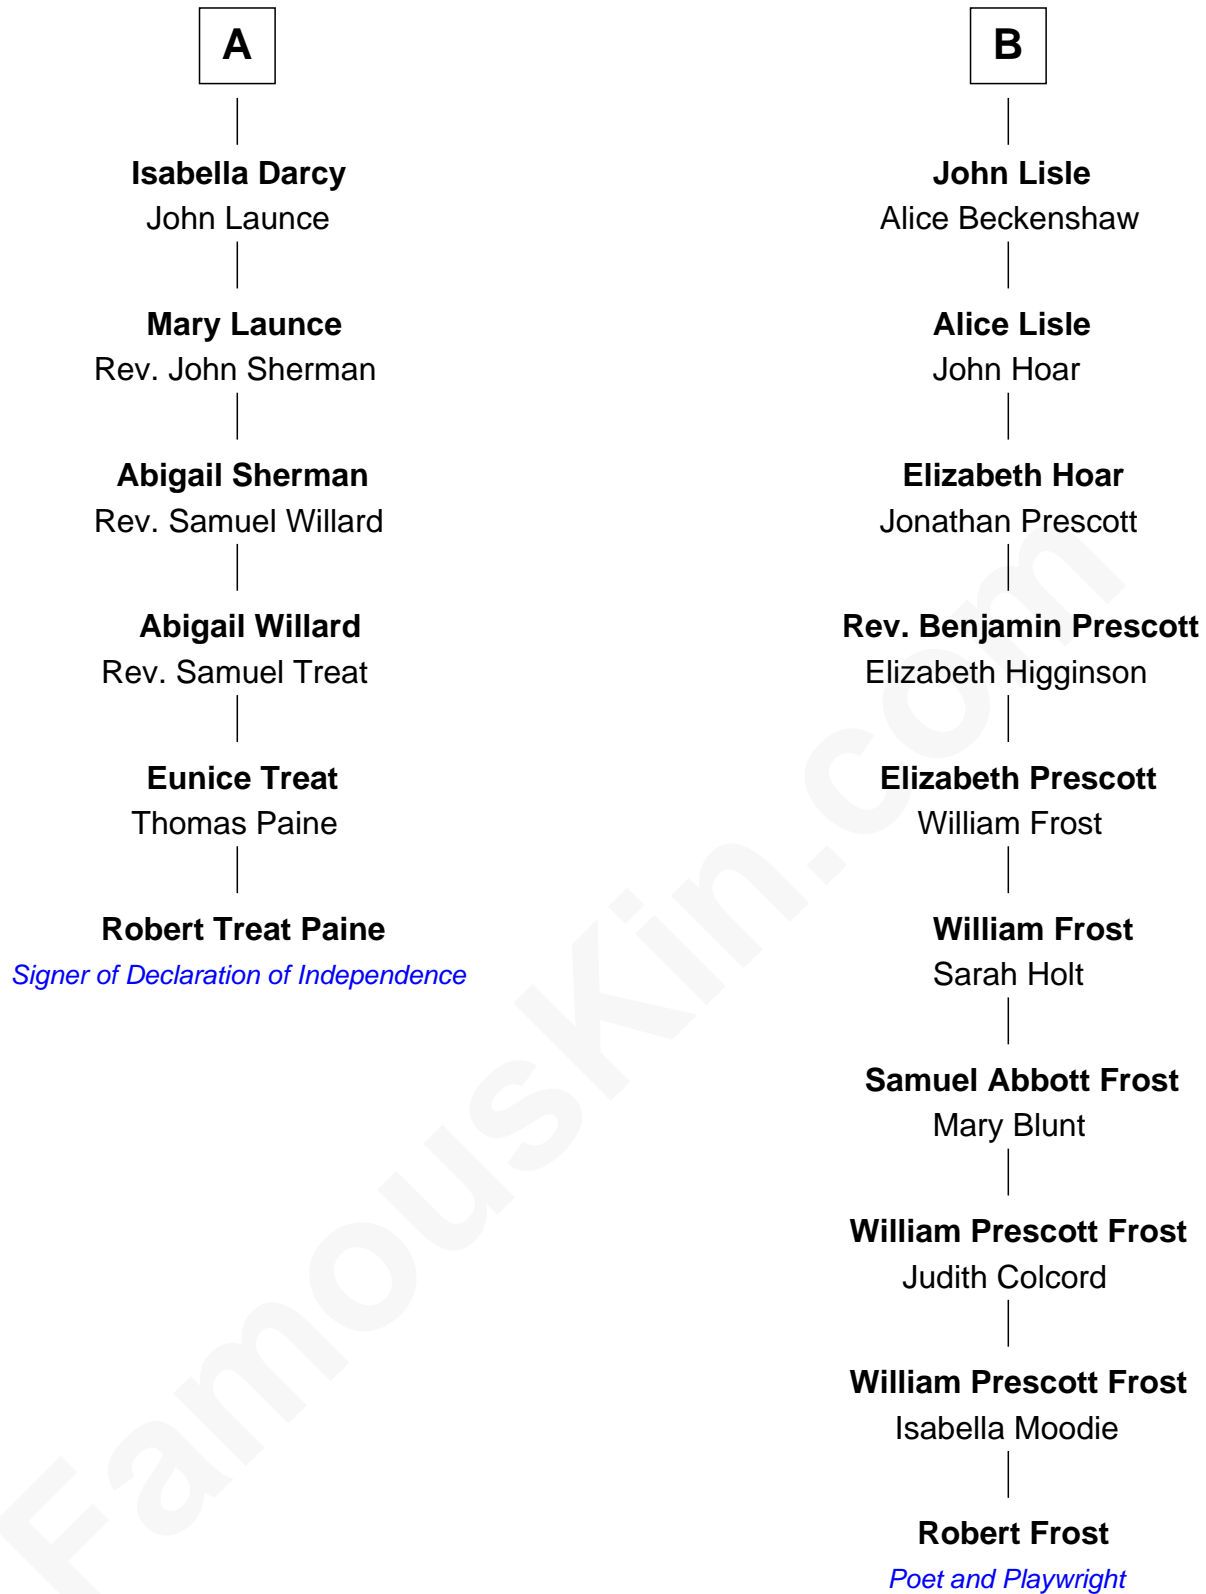 A
Isabella Darcy
John Launce
Mary Launce
Rev. John Sherman
Abigail Sherman
Rev. Samuel Willard
Abigail Willard
Rev. Samuel Treat
Eunice Treat
Thomas Paine
Robert Treat Paine
Signer of Declaration of Independence
B
John Lisle
Alice Beckenshaw
Alice Lisle
John Hoar
Elizabeth Hoar
Jonathan Prescott
Rev. Benjamin Prescott
Elizabeth Higginson
Elizabeth Prescott
William Frost
William Frost
Sarah Holt
Samuel Abbott Frost
Mary Blunt
William Prescott Frost
Judith Colcord
William Prescott Frost
Isabella Moodie
Robert Frost
Poet and Playwright
FamousKin.com